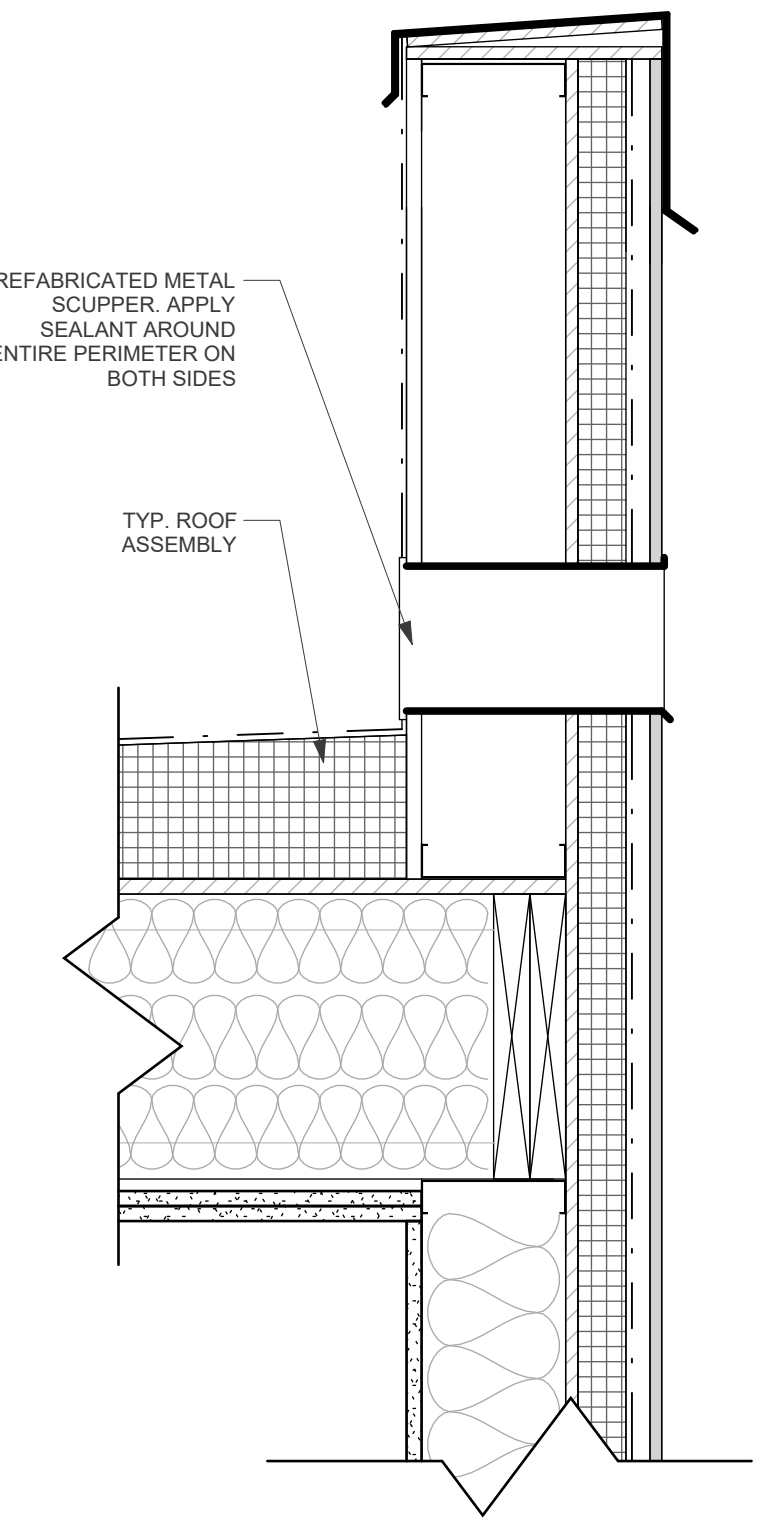 REFABRICATED METAL
SCUPPER. APPLY
SEALANT AROUND
ENTIRE PERIMETER ON
BOTH SIDES
TYP. ROOF
ASSEMBLY